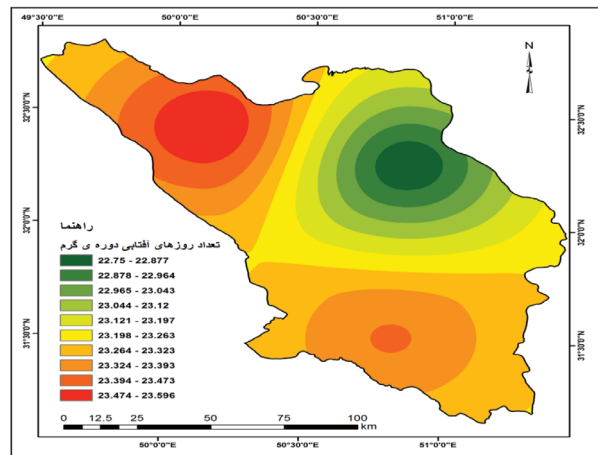 49°30'0"E 50°0'0"E 50°30'0"E 51°0'0"E
N
22°30'0"N 22°30'0"N
22°0'0"N 22°0'0"N
31°30'0"N 31°30'0"N
راهنما
تعداد روزهای آفتابی دوره ی گرم
22.75 - 22.877
22.878 - 22.964
22.965 - 23.043
23.044 - 23.12
23.121 - 23.197
23.198 - 23.263
23.264 - 23.323
23.324 - 23.393
23.394 - 23.473
23.474 - 23.596
0 12.5 25 50 75 100
km
50°0'0"E 50°30'0"E 51°0'0"E